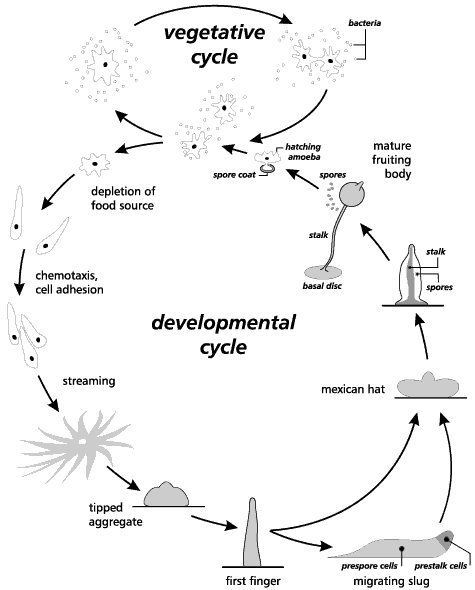 vegetative
cycle
bacteria
hatching
amoeba
spore coat
mature
fruiting
body
spores
stalk
basal disc
depletion of
food source
chemotaxis,
cell adhesion
stalk
spores
developmental
cycle
streaming
mexican hat
tipped
aggregate
first finger
prespore cells
prestalk cells
migrating slug